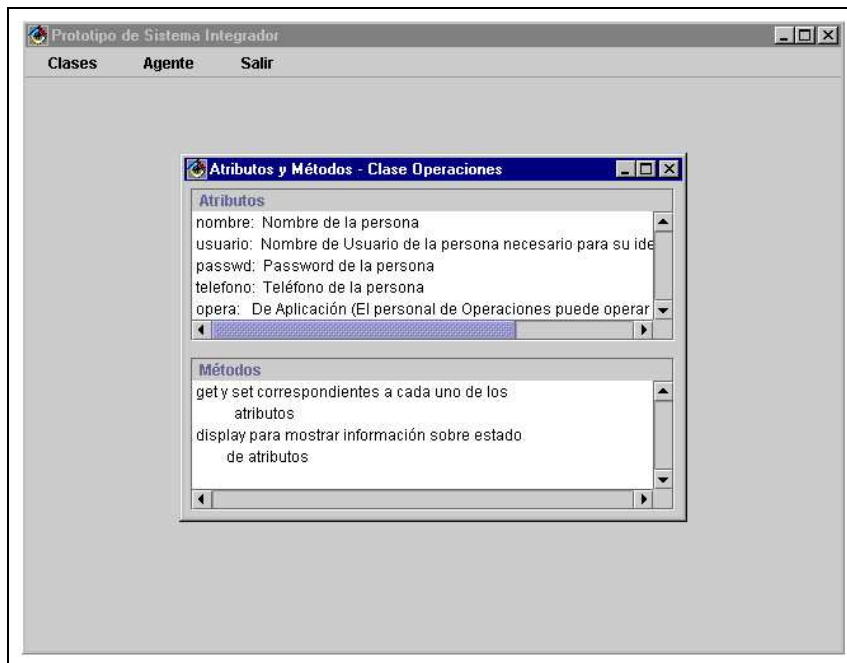 Prototipo de Sistema Integrador
Clases Agente Salir
Atributos y Métodos - Clase Operaciones
Atributos
nombre: Nombre de la persona
usuario: Nombre de Usuario de la persona necesario para su ide
passwd: Password de la persona
telefono: Teléfono de la persona
opera: De Aplicación (El personal de Operaciones puede operar
Métodos
get y set correspondientes a cada uno de los
atributos
display para mostrar información sobre estado
de atributos